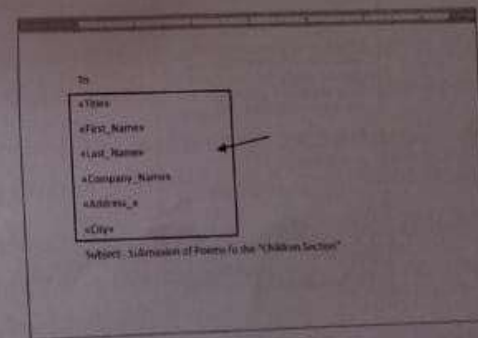 To
«Title»
«First_Name»
«Last_Name»
«Company_Name»
«Address_»
«City»
Subject - Submission of Poems to the "Children Section"